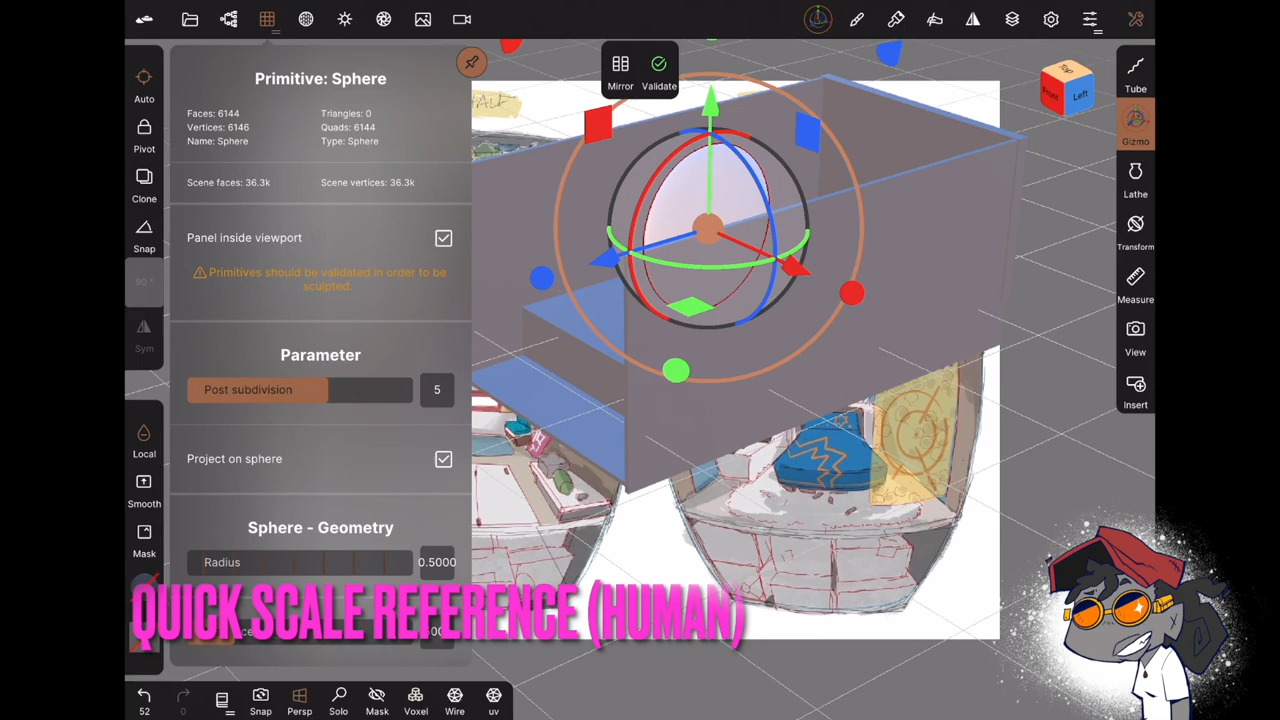 Primitive: Sphere
Faces: 6144
Triangles: 0
Vertices: 6146
Quads: 6144
Name: Sphere
Type: Sphere
Scene faces: 36.3k
Scene vertices: 36.3k
Panel inside viewport
Primitives should be validated in order to be
sculpted.
Parameter
Post subdivision
5
Project on sphere
Sphere - Geometry
Radius
0.5000
QUICK SCALE REFERENCE (HUMAN)
Auto
Pivot
Clone
Snap
90 °
Sym
Local
Smooth
Mask
Mirror
Validate
Top
Front
Left
Tube
Gizmo
Lathe
Transform
Measure
View
Insert
52
0
Snap
Persp
Solo
Mask
Voxel
Wire
uv